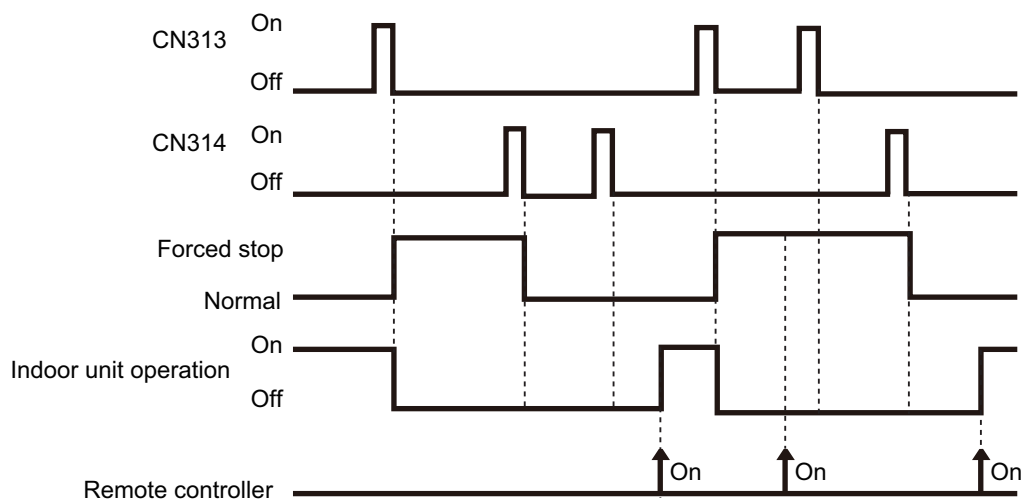 On
CN313
Off
On
CN314
Off
Forced stop
Normal
On
Indoor unit operation
Off
On On On
Remote controller